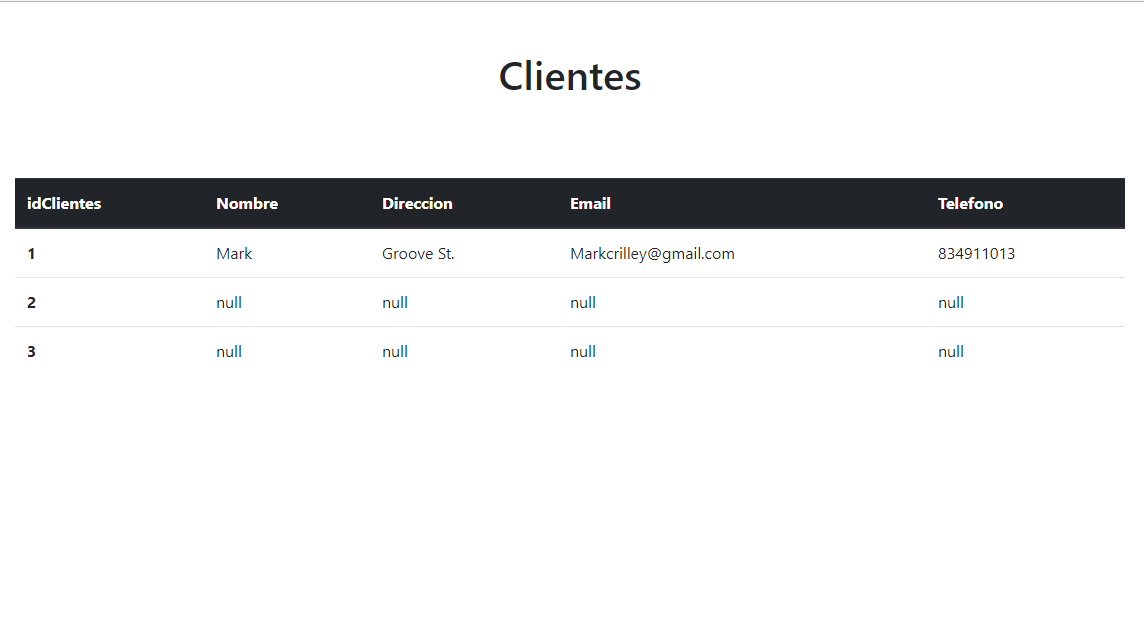 Clientes
idClientes Nombre Direccion Email Telefono
1 Mark Groove St. Markcrilley@gmail.com 834911013
2 null null null null
3 null null null null